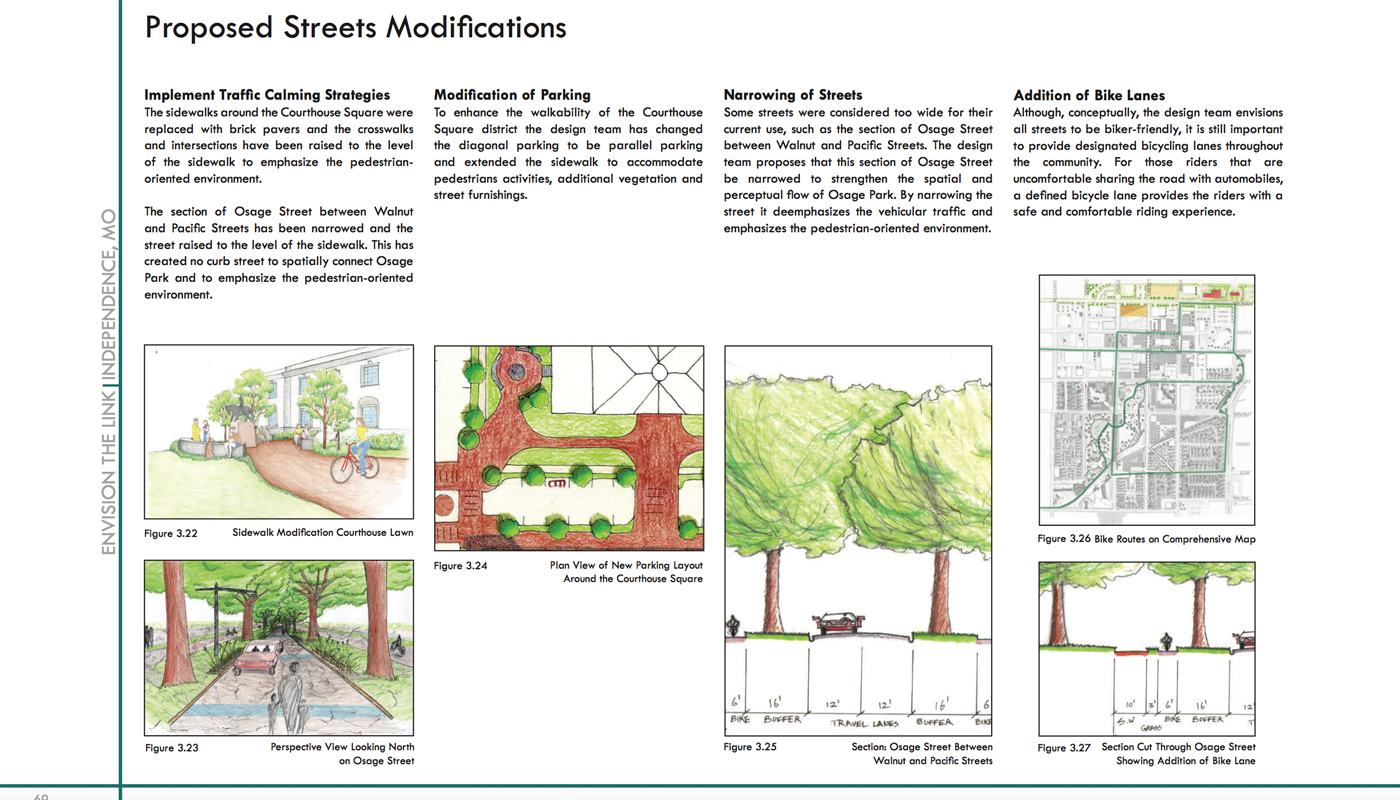 Proposed Streets Modifications
ENVISION THE LINK | INDEPENDENCE, MO
Implement Traffic Calming Strategies
The sidewalks around the Courthouse Square were
replaced with brick pavers and the crosswalks
and intersections have been raised to the level
of the sidewalk to emphasize the pedestrian-
oriented environment.
The section of Osage Street between Walnut
and Pacific Streets has been narrowed and the
street raised to the level of the sidewalk. This has
created no curb street to spatially connect Osage
Park and to emphasize the pedestrian-oriented
environment.
Figure 3.22 Sidewalk Modification Courthouse Lawn
Figure 3.23 Perspective View Looking North
on Osage Street
Modification of Parking
To enhance the walkability of the Courthouse
Square district the design team has changed
the diagonal parking to be parallel parking
and extended the sidewalk to accommodate
pedestrians activities, additional vegetation and
street furnishings.
Figure 3.24 Plan View of New Parking Layout
Around the Courthouse Square
Narrowing of Streets
Some streets were considered too wide for their
current use, such as the section of Osage Street
between Walnut and Pacific Streets. The design
team proposes that this section of Osage Street
be narrowed to strengthen the spatial and
perceptual flow of Osage Park. By narrowing the
street it deemphasizes the vehicular traffic and
emphasizes the pedestrian-oriented environment.
6' 16' 12' 12' 16' 6
BIKE BUFFER TRAVEL LANES BUFFER BIKE
Figure 3.25 Section: Osage Street Between
Walnut and Pacific Streets
Addition of Bike Lanes
Although, conceptually, the design team envisions
all streets to be biker-friendly, it is still important
to provide designated bicycling lanes throughout
the community. For those riders that are
uncomfortable sharing the road with automobiles,
a defined bicycle lane provides the riders with a
safe and comfortable riding experience.
Figure 3.26 Bike Routes on Comprehensive Map
10' 3' 6' 16' 12
S.W GRASS BIKE BUFFER T
Figure 3.27 Section Cut Through Osage Street
Showing Addition of Bike Lane